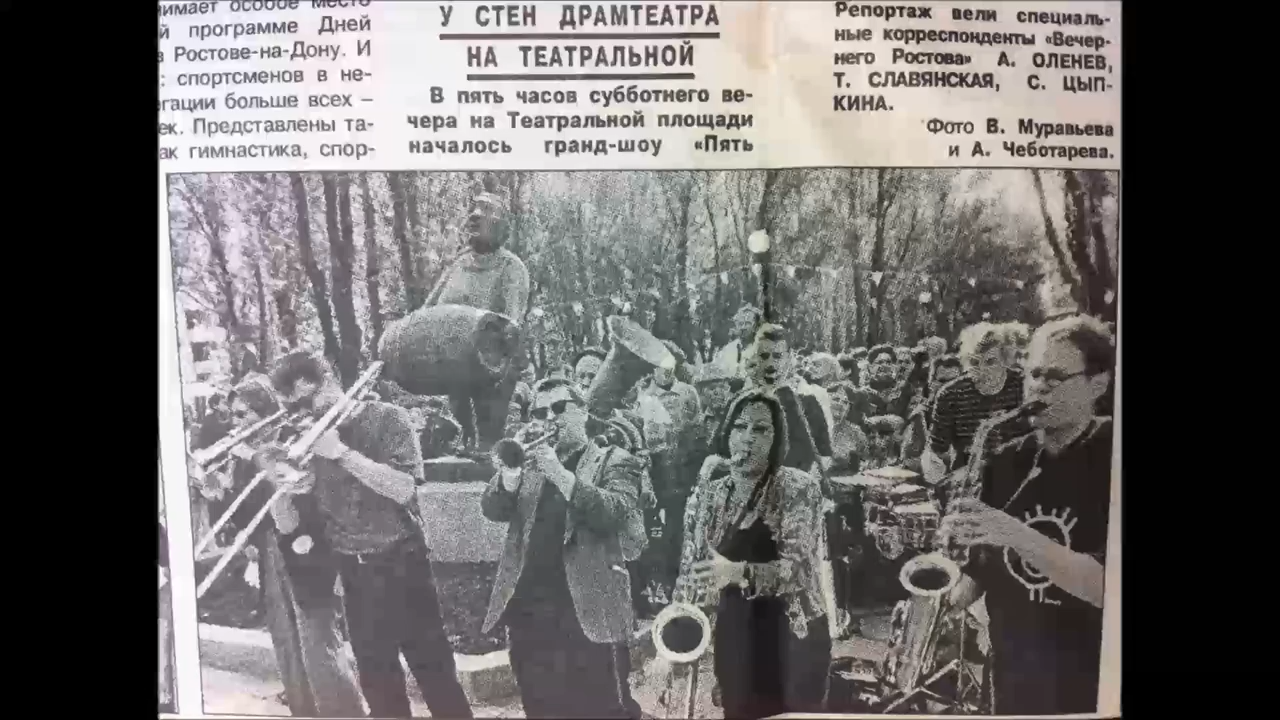 нимает особое место
й программе Дней
в Ростове-на-Дону. И
: спортсменов в не-
гации больше всех –
ек. Представлены та-
ак гимнастика, спор-
У СТЕН ДРАМТЕАТРА
НА ТЕАТРАЛЬНОЙ
В пять часов субботнего ве-
чера на Театральной площади
началось гранд-шоу «Пять
Репортаж вели специаль-
ные корреспонденты «Вечер-
него Ростова» А. ОЛЕНЕВ,
Т. СЛАВЯНСКАЯ, С. ЦЫП-
КИНА.
Фото В. Муравьева
и А. Чеботарева.